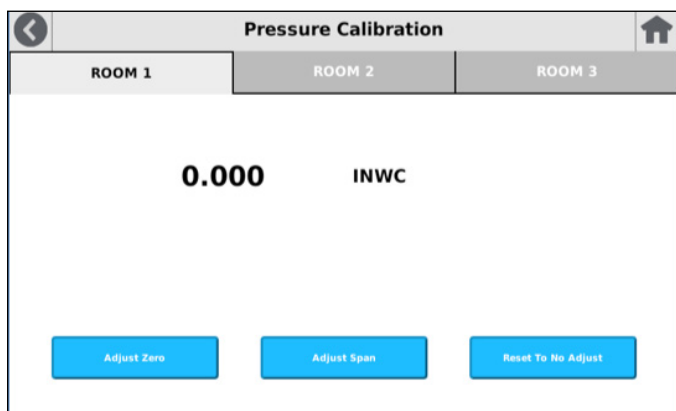 Pressure Calibration
ROOM 1 ROOM 2 ROOM 3
0.000 INWC
Adjust Zero Adjust Span Reset To No Adjust